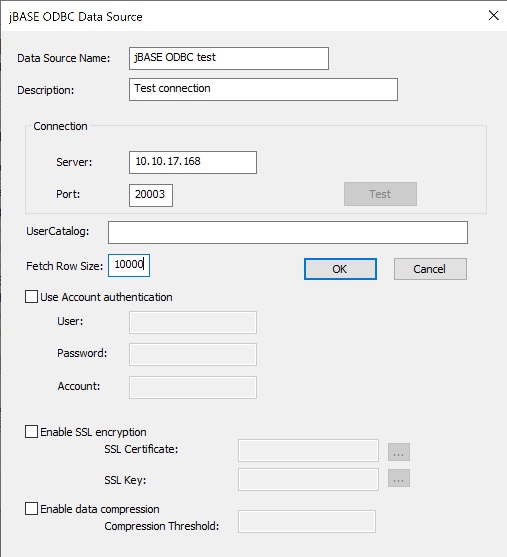 jBASE ODBC Data Source
Data Source Name: jBASE ODBC test
Description: Test connection
Connection
Server: 10.10.17.168
Port: 20003 Test
UserCatalog:
Fetch Row Size: 10000 OK Cancel
Use Account authentication
User:
Password:
Account:
Enable SSL encryption
SSL Certificate: ...
SSL Key: ...
Enable data compression
Compression Threshold: